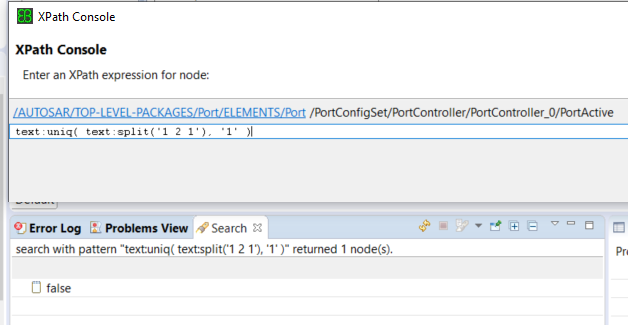 XPath Console
XPath Console
Enter an XPath expression for node:
/AUTOSAR/TOP-LEVEL-PACKAGES/Port/ELEMENTS/Port /PortConfigSet/PortController/PortController_0/PortActive
text:uniq( text:split('1 2 1'), '1' )
Error Log Problems View Search
search with pattern "text:uniq( text:split('1 2 1'), '1' )" returned 1 node(s).
false